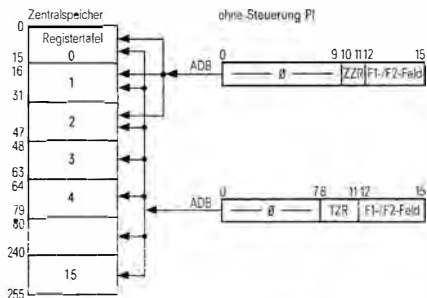 Zentralspeicher
ohne Steuerung PI
0
Registertafel
0
15
16
1
31
2
47
48
3
63
64
4
79
80
240
15
255
ADB
0 9 10 11 12 15
Ø ZZR F1-/F2-Feld
ADB
0 7 8 11 12 15
Ø TZR F1-/F2-Feld